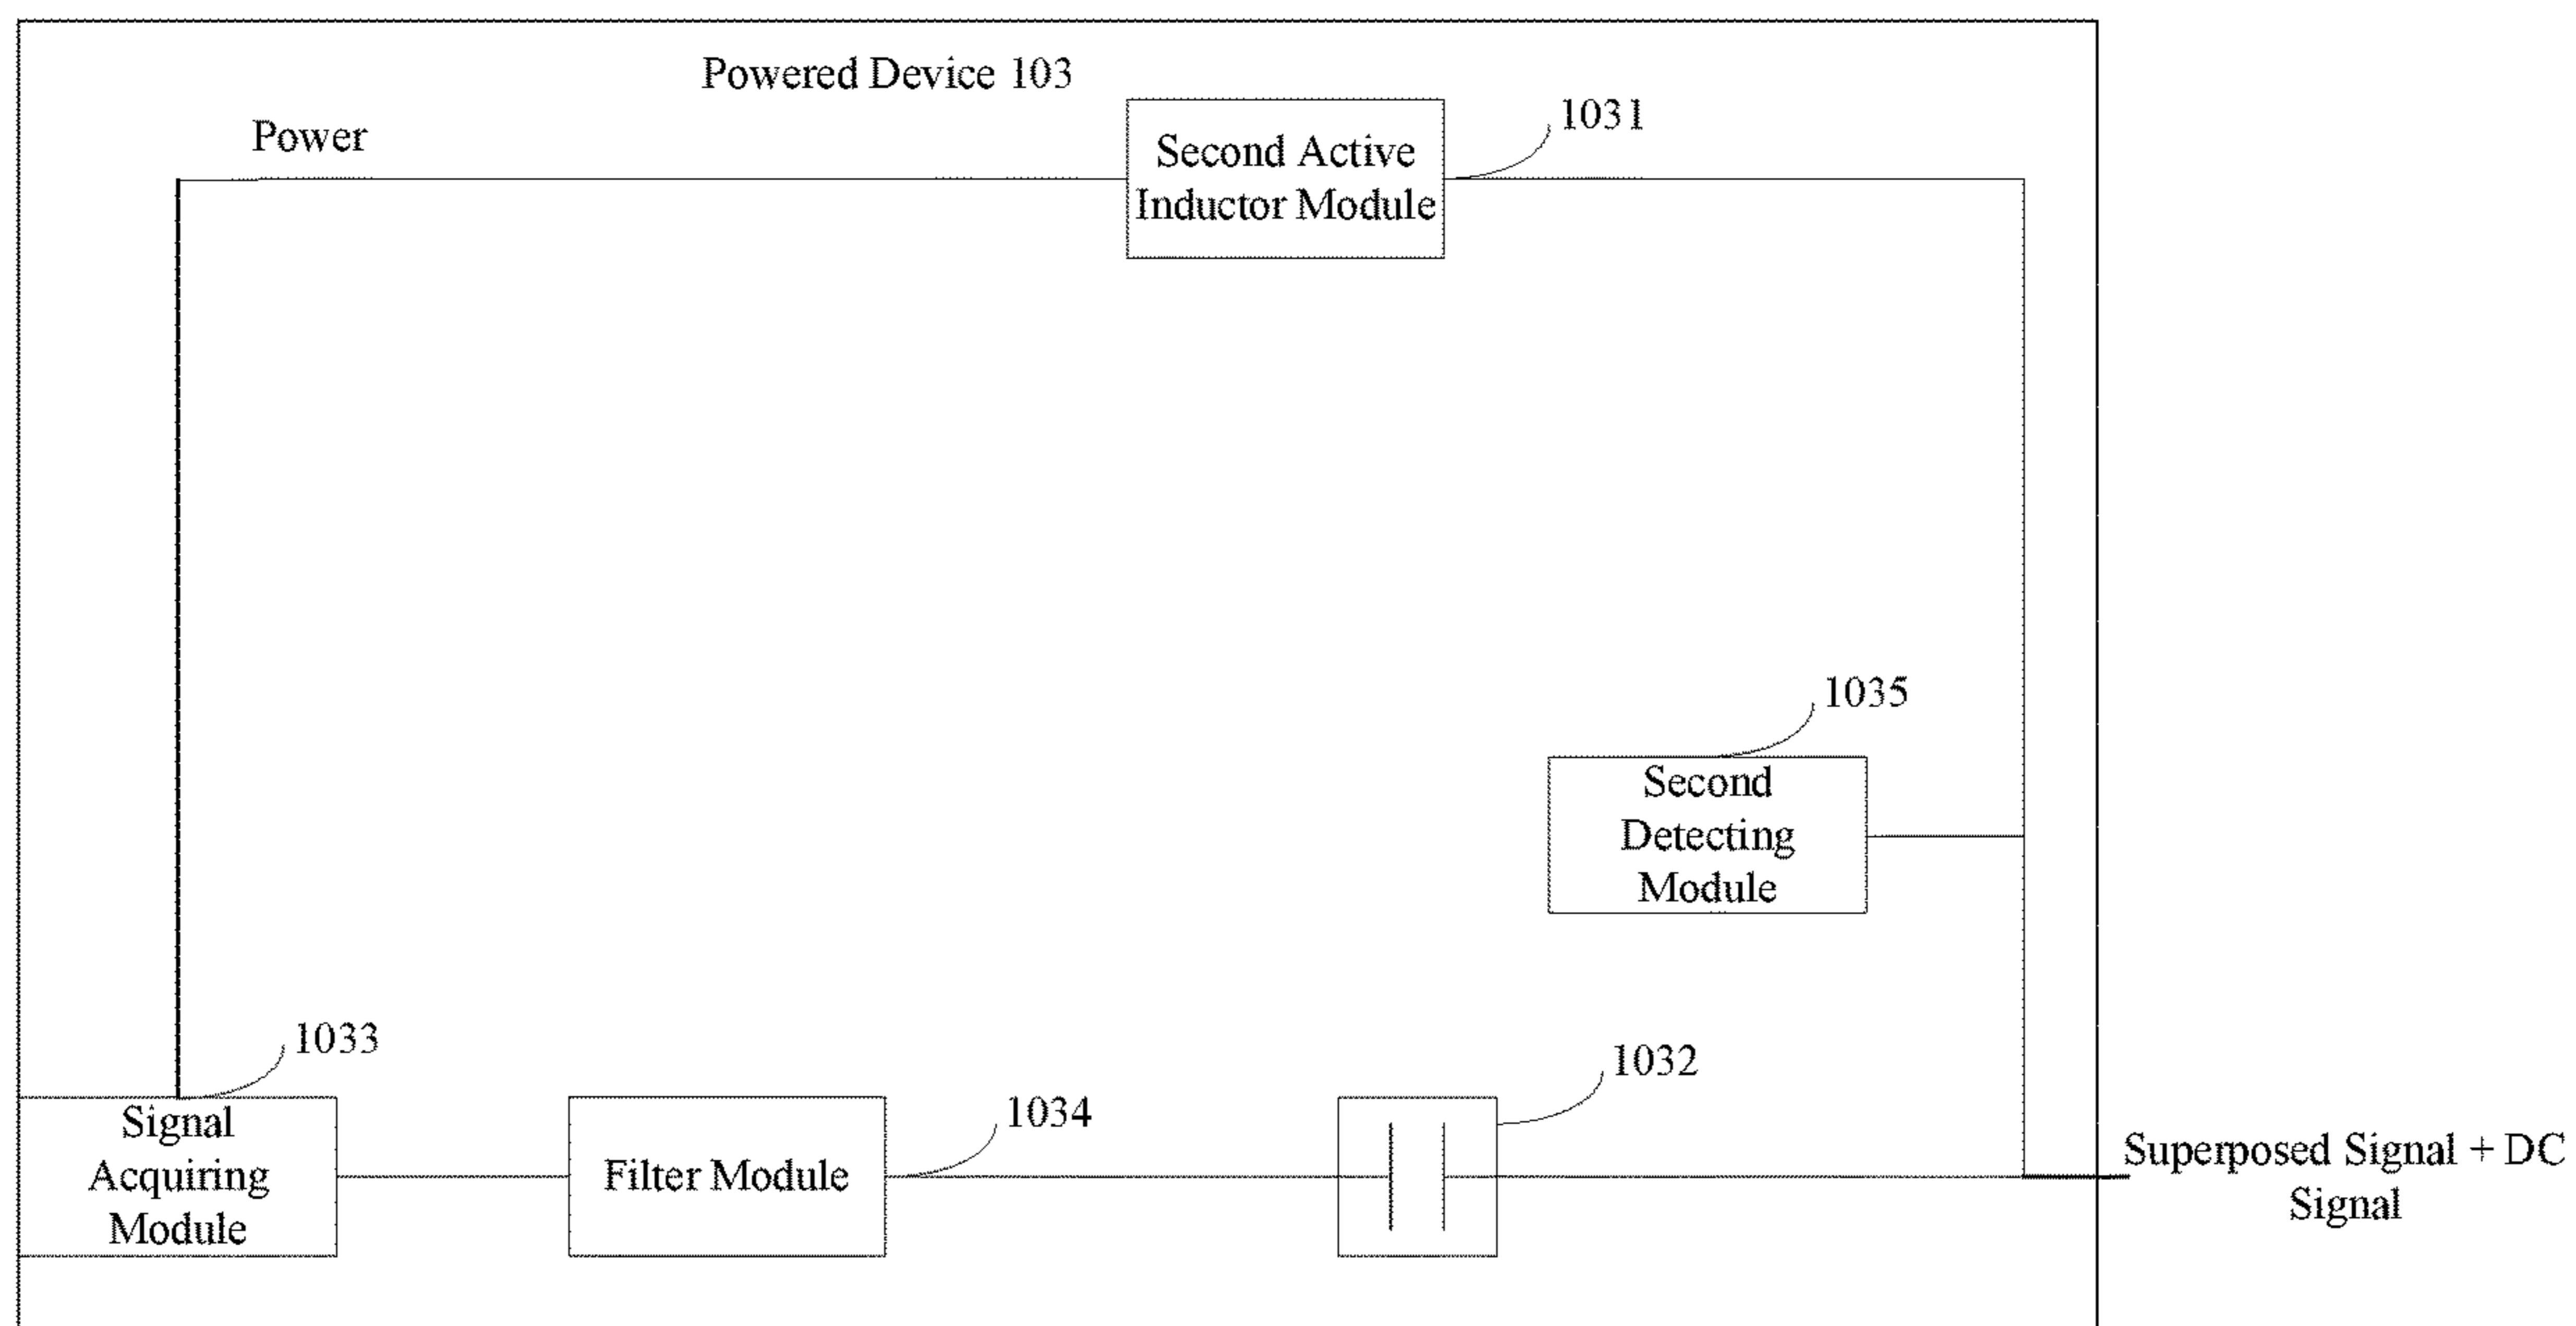 Powered Device 103
1031
Power
Second Active
Inductor Module
1035
Second
Detecting
Module
1033
1032
1034
Signal
Acquiring
Module
Filter Module
Superposed Signal + DC
Signal